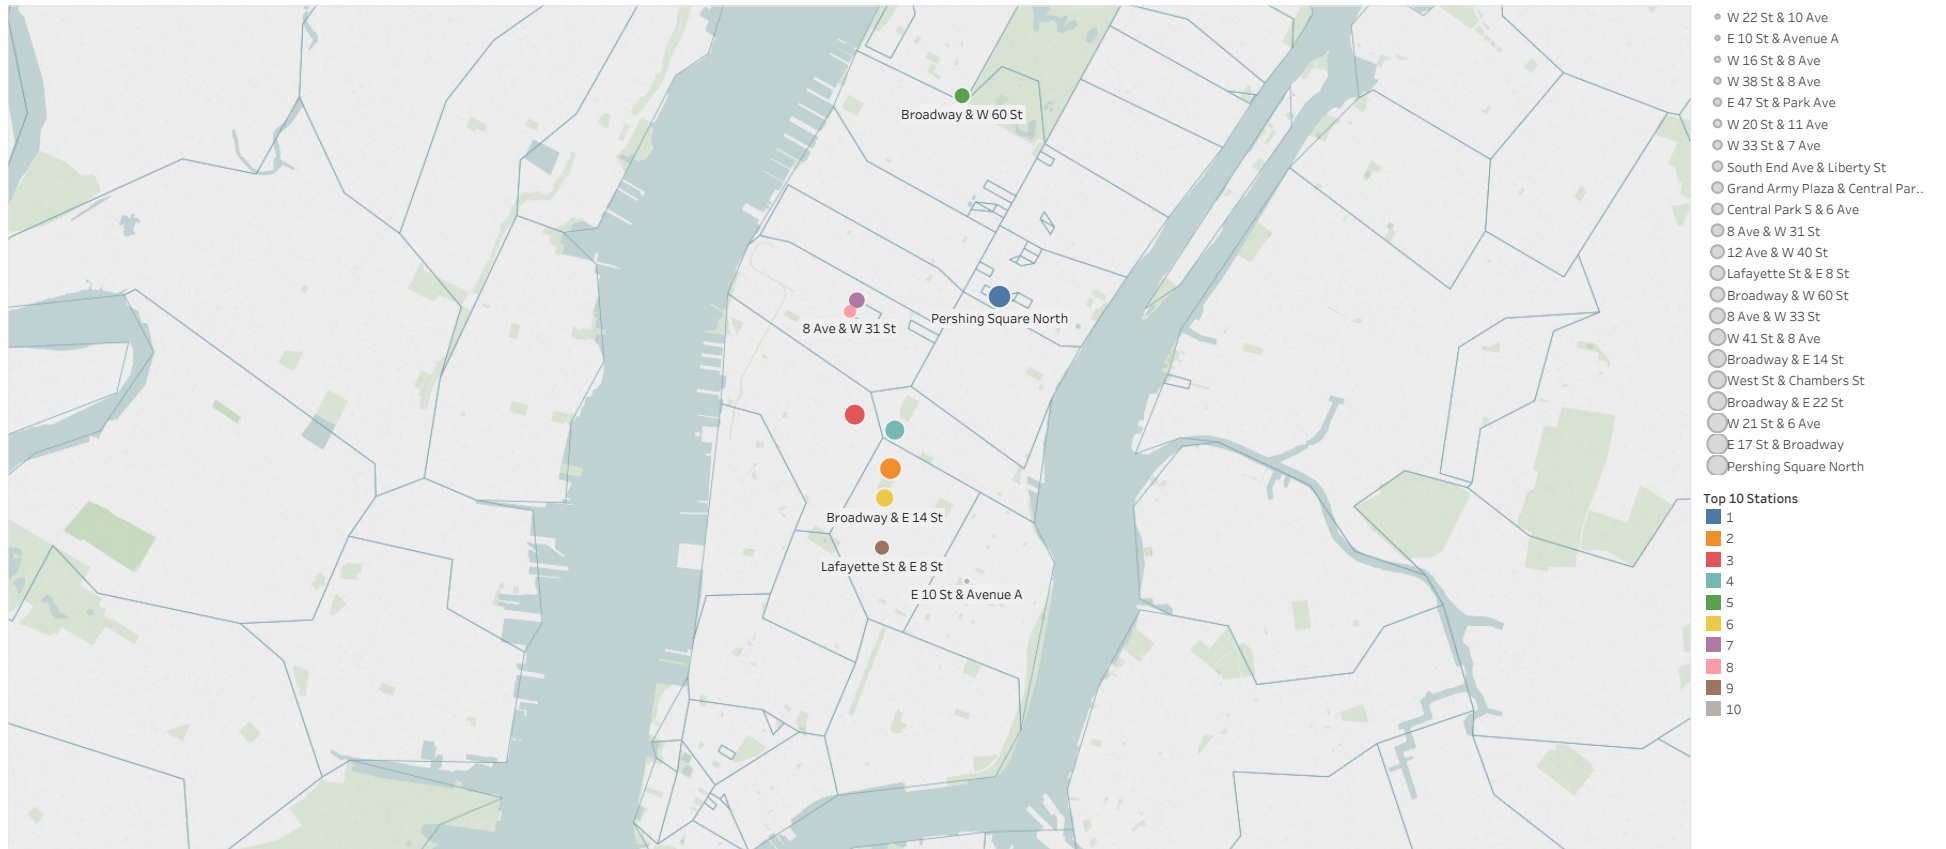 Broadway & W 60 St
Pershing Square North
8 Ave & W 31 St
Broadway & E 14 St
Lafayette St & E 8 St
E 10 St & Avenue A
W 22 St & 10 Ave
E 10 St & Avenue A
W 16 St & 8 Ave
W 38 St & 8 Ave
E 47 St & Park Ave
W 20 St & 11 Ave
W 33 St & 7 Ave
South End Ave & Liberty St
Grand Army Plaza & Central Par..
Central Park S & 6 Ave
8 Ave & W 31 St
12 Ave & W 40 St
Lafayette St & E 8 St
Broadway & W 60 St
8 Ave & W 33 St
W 41 St & 8 Ave
Broadway & E 14 St
West St & Chambers St
Broadway & E 22 St
W 21 St & 6 Ave
E 17 St & Broadway
Pershing Square North
Top 10 Stations
1
2
3
4
5
6
7
8
9
10